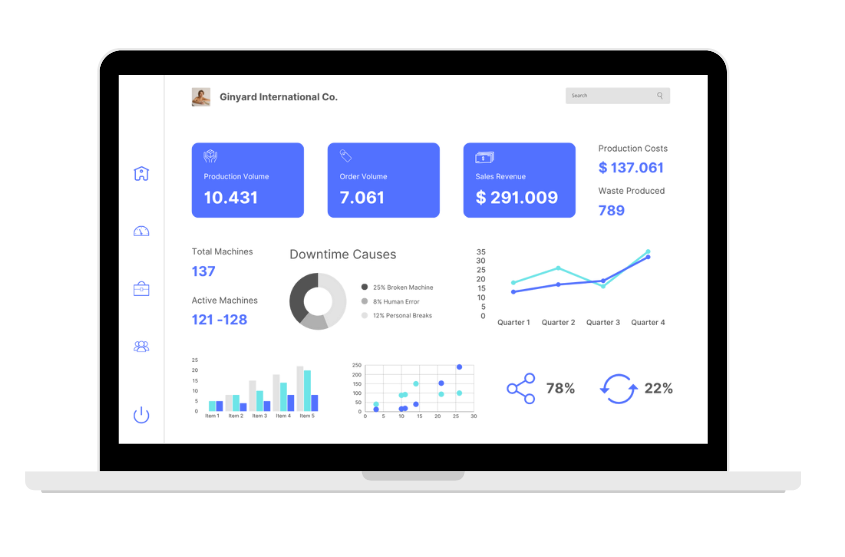 Ginyard International Co.
Search
Production Volume
10.431
Order Volume
7.061
$
Sales Revenue
$ 291.009
Production Costs
$ 137.061
Waste Produced
789
Total Machines
137
Active Machines
121 -128
Downtime Causes
25% Broken Machine
8% Human Error
12% Personal Breaks
35
30
25
20
15
10
5
0
Quarter 1 Quarter 2 Quarter 3 Quarter 4
25
20
15
10
5
0
Item 1 Item 2 Item 3 Item 4 Item 5
250
200
150
100
50
0
0 5 10 15 20 25 30
78%
22%